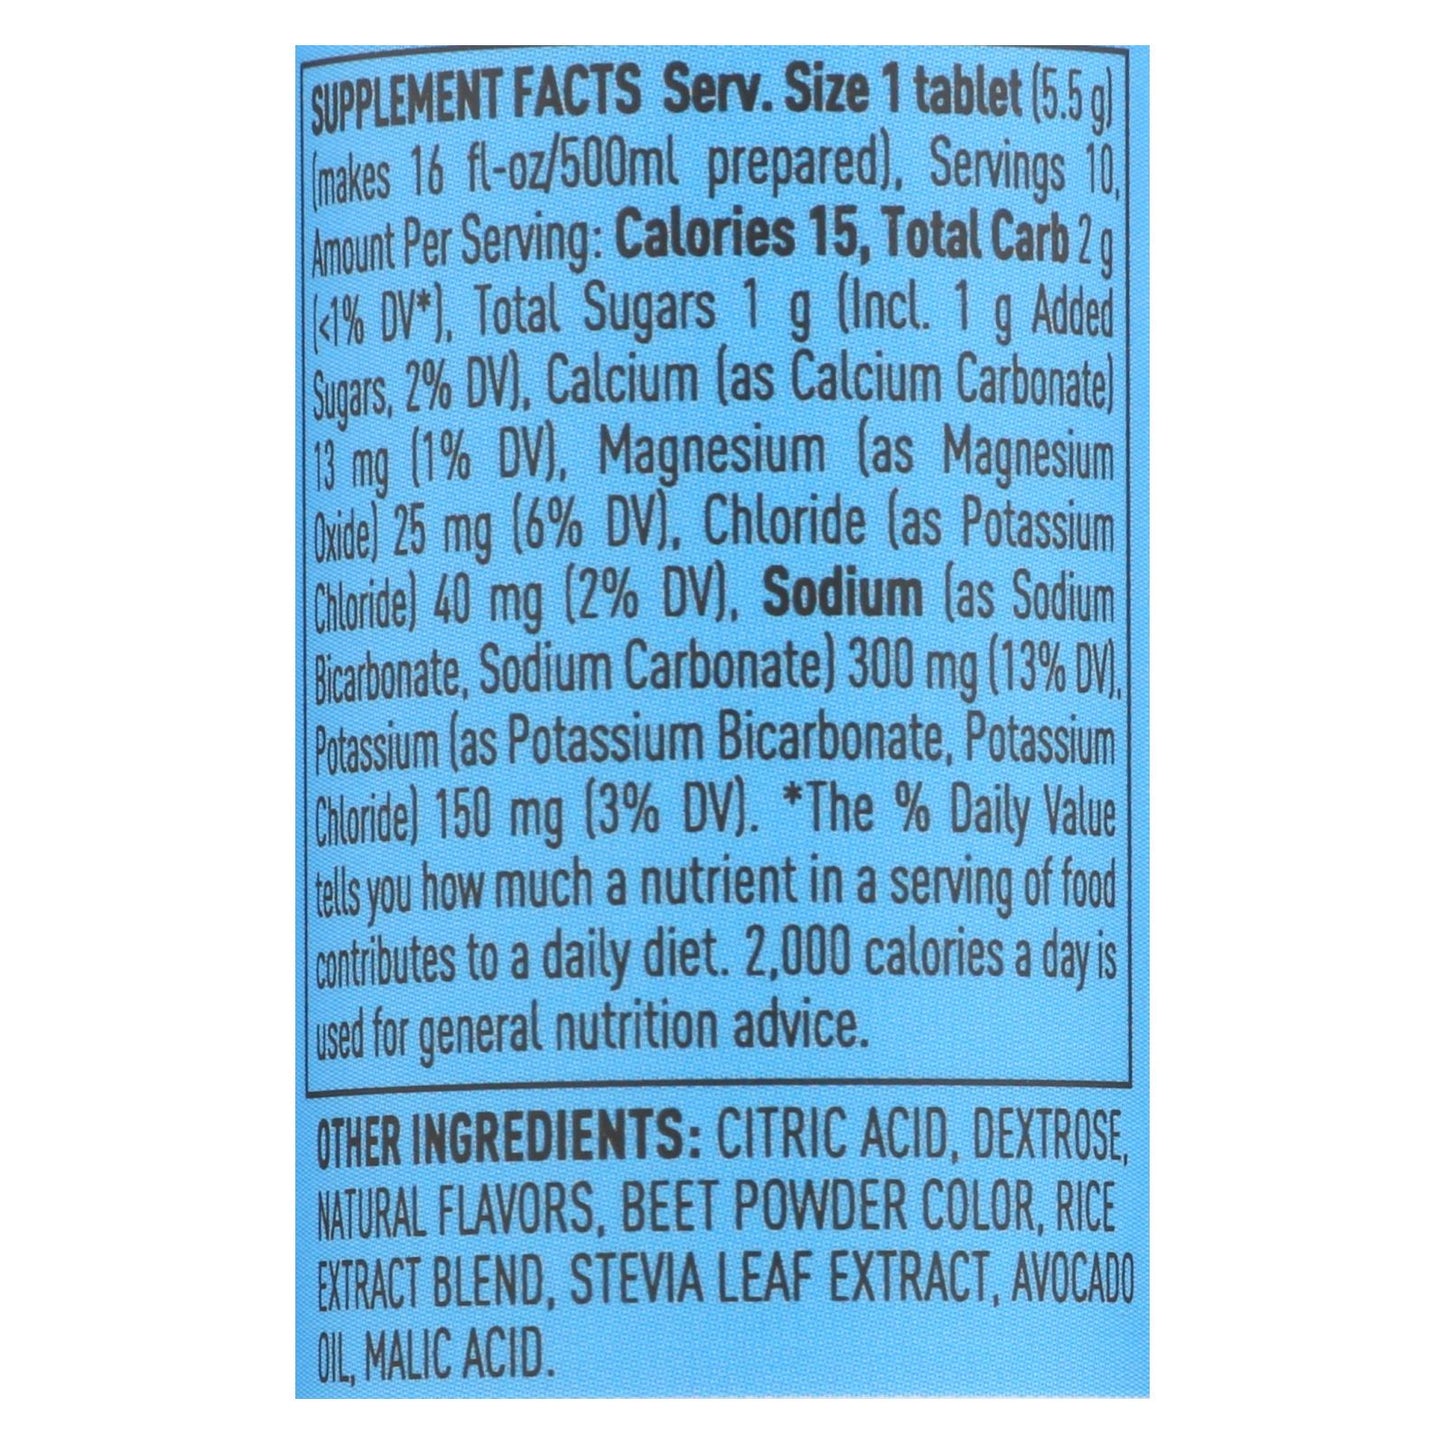 SUPPLEMENT FACTS Serv. Size 1 tablet (5.5 g)
(makes 16 fl-oz/500ml prepared), Servings 10,
Amount Per Serving: Calories 15, Total Carb 2 g
(<1% DV*), Total Sugars 1 g (Incl. 1 g Added
Sugars, 2% DV), Calcium (as Calcium Carbonate)
13 mg (1% DV), Magnesium (as Magnesium
Oxide) 25 mg (6% DV), Chloride (as Potassium
Chloride) 40 mg (2% DV), Sodium (as Sodium
Bicarbonate, Sodium Carbonate) 300 mg (13% DV),
Potassium (as Potassium Bicarbonate, Potassium
Chloride) 150 mg (3% DV). *The % Daily Value
tells you how much a nutrient in a serving of food
contributes to a daily diet. 2,000 calories a day is
used for general nutrition advice.
OTHER INGREDIENTS: CITRIC ACID, DEXTROSE,
NATURAL FLAVORS, BEET POWDER COLOR, RICE
EXTRACT BLEND, STEVIA LEAF EXTRACT, AVOCADO
OIL, MALIC ACID.